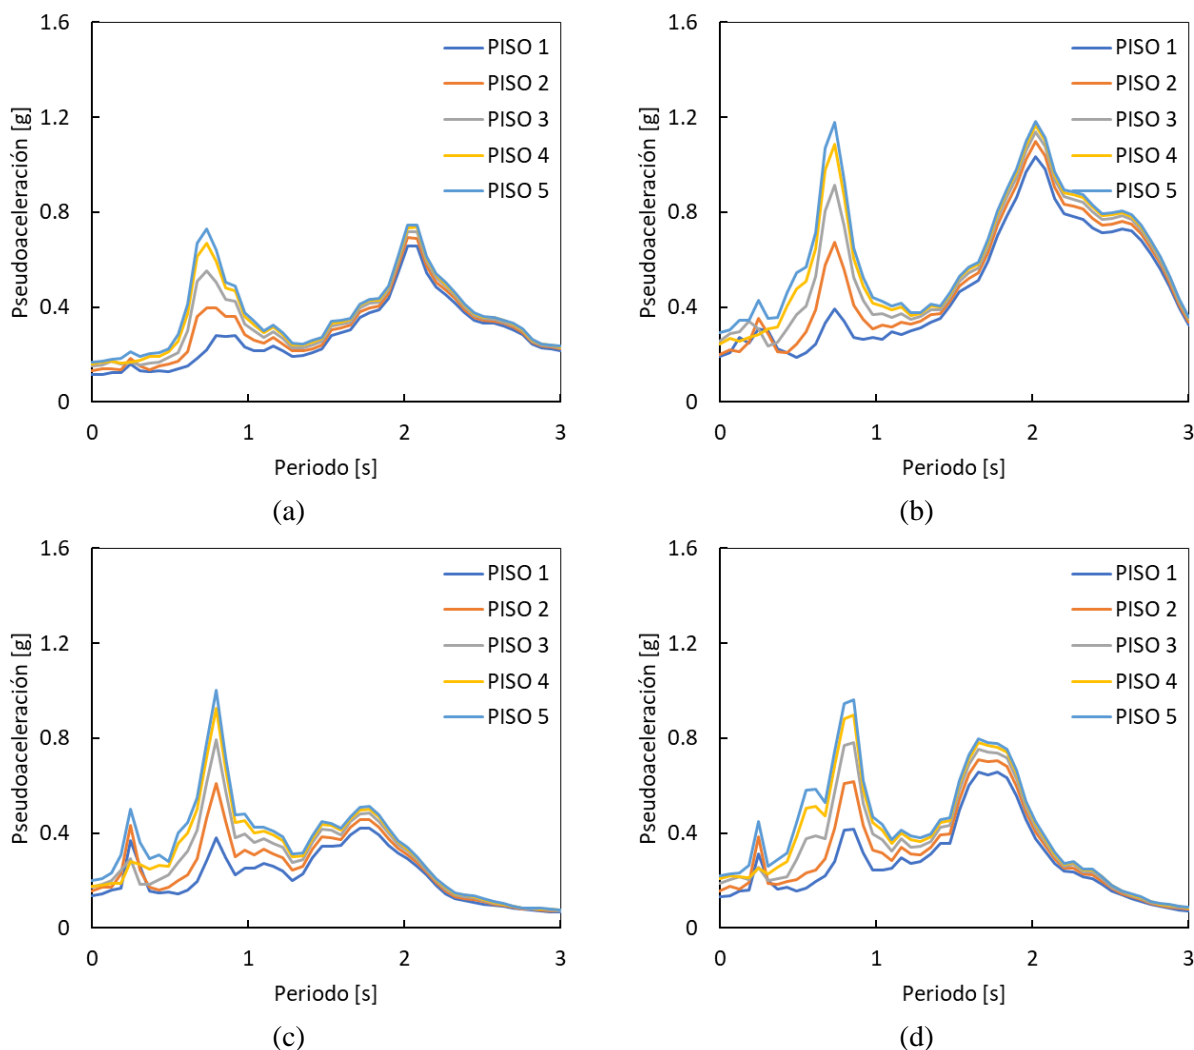 1.6
1.2
0.8
0.4
0
Pseudoaceleración [g]
PISO 1
PISO 2
PISO 3
PISO 4
PISO 5
0 1 2 3
Periodo [s]
(a)
1.6
1.2
0.8
0.4
0
Pseudoaceleración [g]
PISO 1
PISO 2
PISO 3
PISO 4
PISO 5
0 1 2 3
Periodo [s]
(b)
1.6
1.2
0.8
0.4
0
Pseudoaceleración [g]
PISO 1
PISO 2
PISO 3
PISO 4
PISO 5
0 1 2 3
Periodo [s]
(c)
1.6
1.2
0.8
0.4
0
Pseudoaceleración [g]
PISO 1
PISO 2
PISO 3
PISO 4
PISO 5
0 1 2 3
Periodo [s]
(d)